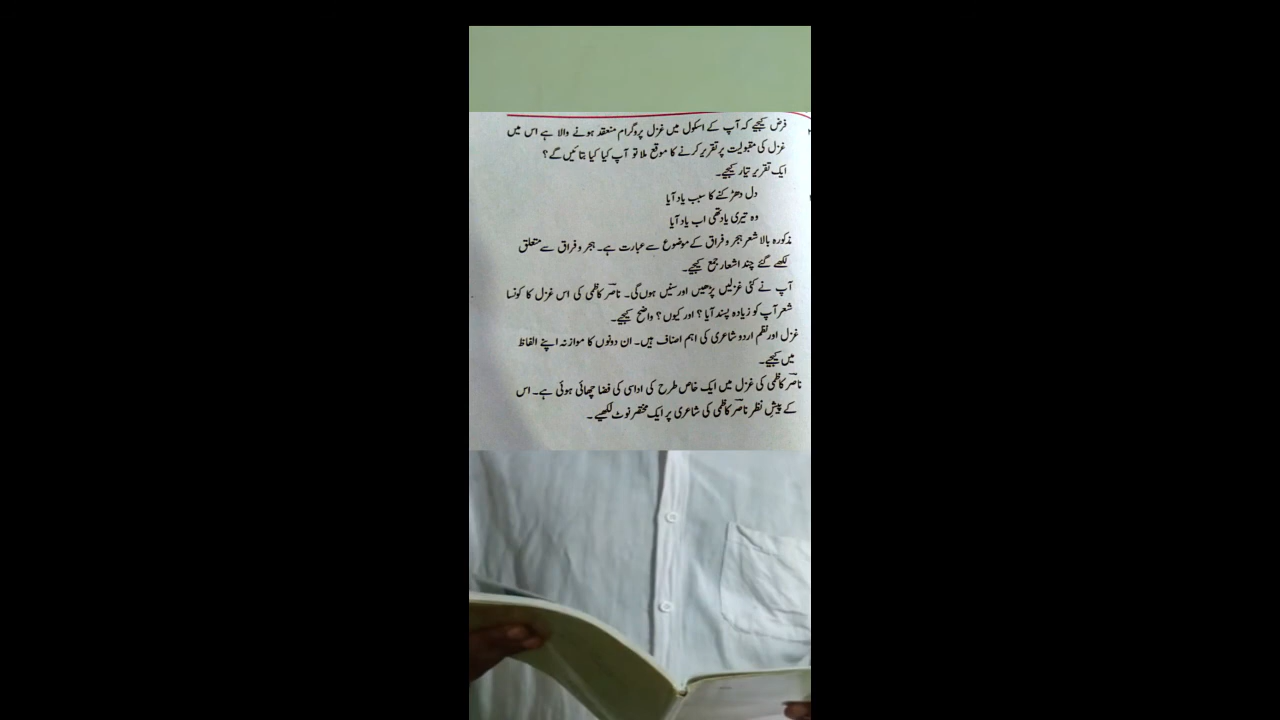 فرض کیجیے کہ آپ کے اسکول میں غزل پروگرام منعقد ہونے والا ہے اس میں
غزل کی مقبولیت پر تقریر کرنے کا موقع ملا تو آپ کیا کیا بتائیں گے؟
ایک تقریر تیار کیجیے۔
دل دھڑکنے کا سبب یاد آیا
وہ تیری یاد تھی اب یاد آیا
مذکورہ بالا شعر ہجر و فراق کے موضوع سے عبارت ہے۔ ہجر و فراق سے متعلق
لکھے گئے چند اشعار جمع کیجیے۔
آپ نے کئی غزلیں پڑھیں اور سنیں ہوں گی۔ ناصر کاظمی کی اس غزل کا کونسا
شعر آپ کو زیادہ پسند آیا؟ اور کیوں؟ واضح کیجیے۔
غزل اور نظم اردو شاعری کی اہم اصناف ہیں۔ ان دونوں کا موازنہ اپنے الفاظ
میں کیجیے۔
ناصر کاظمی کی غزل میں ایک خاص طرح کی اداسی کی فضا چھائی ہوئی ہے۔ اس
کے پیشِ نظر ناصر کاظمی کی شاعری پر ایک مختصر نوٹ لکھیے۔